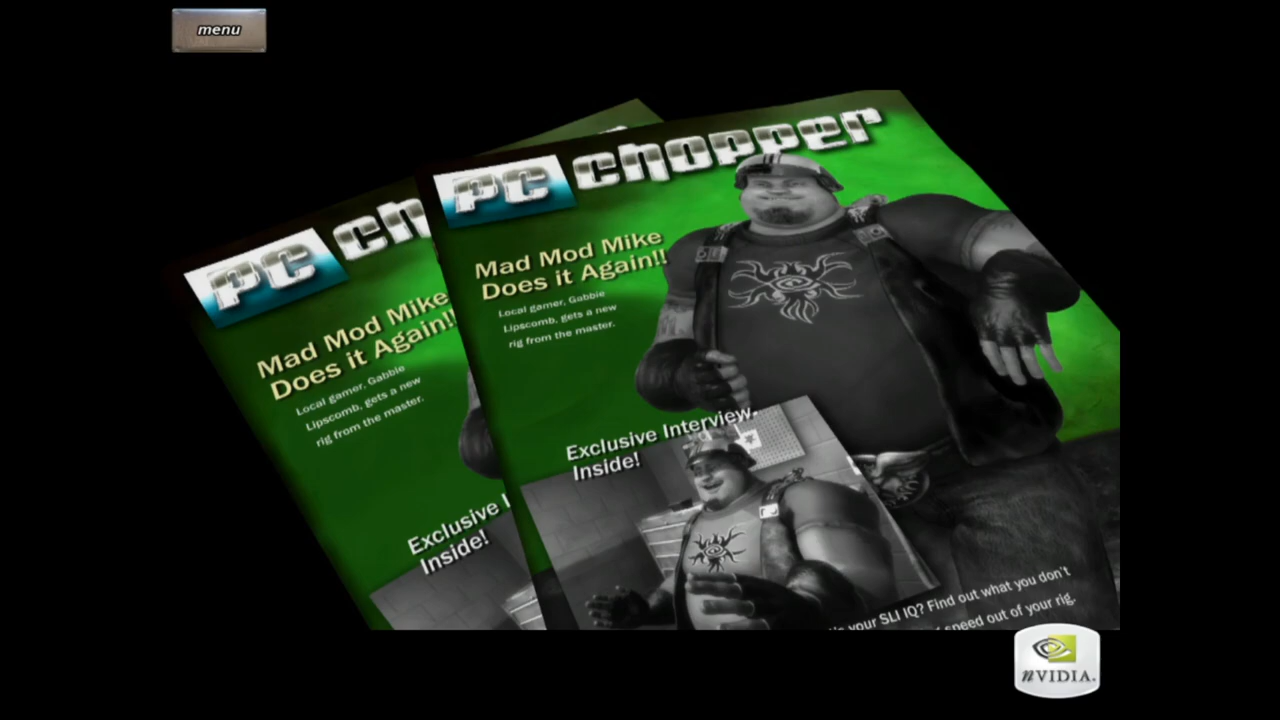 menu
PC chopper
Mad Mod Mike
Does it Again!!
Local gamer, Gabbie
Lipscomb, gets a new
rig from the master.
Exclusive Interview.
Inside!
your SLI IQ? Find out what you don't
speed out of your rig.
PC ch
Mad Mod Mike
Does it Again!!
Local gamer, Gabbie
Lipscomb, gets a new
rig from the master.
Exclusive I
Inside!
nVIDIA.